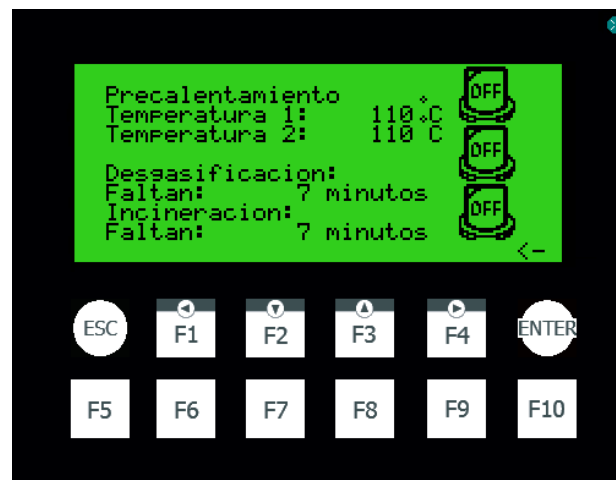 Precalentamiento
OFF
Temperatura 1: 110°C
Temperatura 2: 110 C
OFF
Desgasificacion:
Faltan: 7 minutos
Incineracion:
OFF
Faltan: 7 minutos
<-
ESC
F1
F2
F3
F4
ENTER
F5
F6
F7
F8
F9
F10